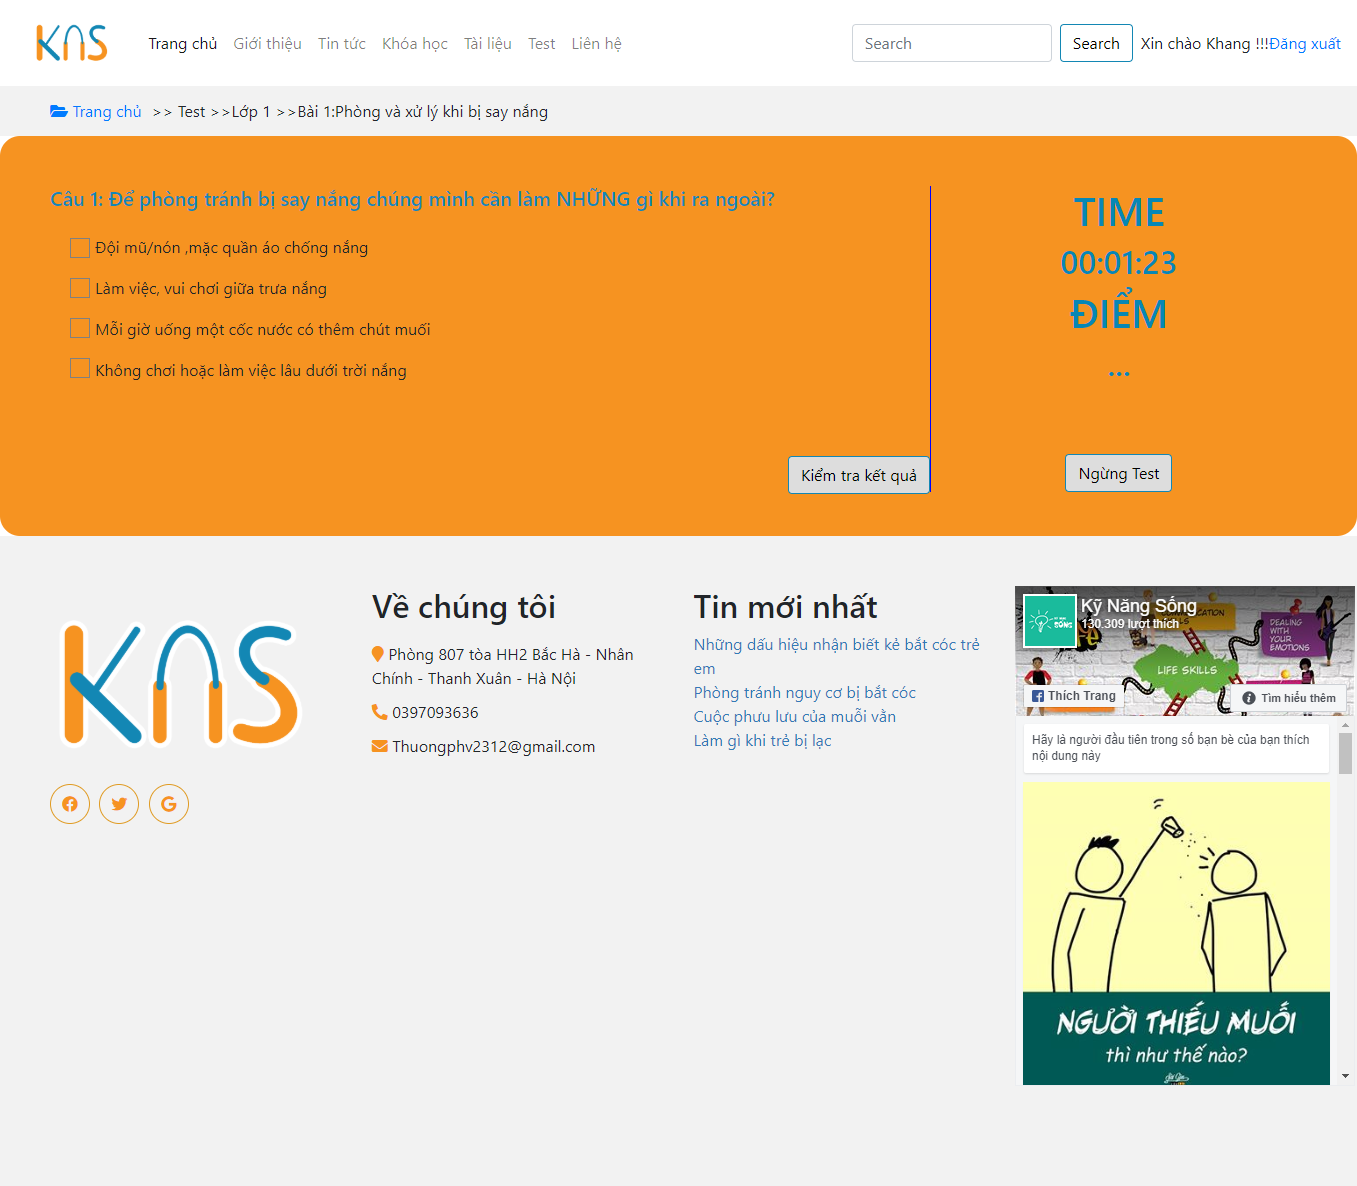 KNS
Trang chủ Giới thiệu Tin tức Khóa học Tài liệu Test Liên hệ
Search
Search
Xin chào Khang !!!Đăng xuất
Trang chủ >> Test >>Lớp 1 >>Bài 1:Phòng và xử lý khi bị say nắng
Câu 1: Để phòng tránh bị say nắng chúng mình cần làm NHỮNG gì khi ra ngoài?
Đội mũ/nón ,mặc quần áo chống nắng
Làm việc, vui chơi giữa trưa nắng
Mỗi giờ uống một cốc nước có thêm chút muối
Không chơi hoặc làm việc lâu dưới trời nắng
Kiểm tra kết quả
TIME
00:01:23
ĐIỂM
...
Ngừng Test
KNS
Về chúng tôi
Phòng 807 tòa HH2 Bắc Hà - Nhân
Chính - Thanh Xuân - Hà Nội
0397093636
Thuongphv2312@gmail.com
Tin mới nhất
Những dấu hiệu nhận biết kẻ bắt cóc trẻ
em
Phòng tránh nguy cơ bị bắt cóc
Cuộc phưu lưu của muỗi vằn
Làm gì khi trẻ bị lạc
Kỹ Năng Sống
130.309 lượt thích
DEALING
WITH
YOUR
EMOTIONS
LIFE SKILLS
Thích Trang
Tìm hiểu thêm
Hãy là người đầu tiên trong số bạn bè của bạn thích
nội dung này
NGƯỜI THIẾU MUỐI
thì như thế nào?